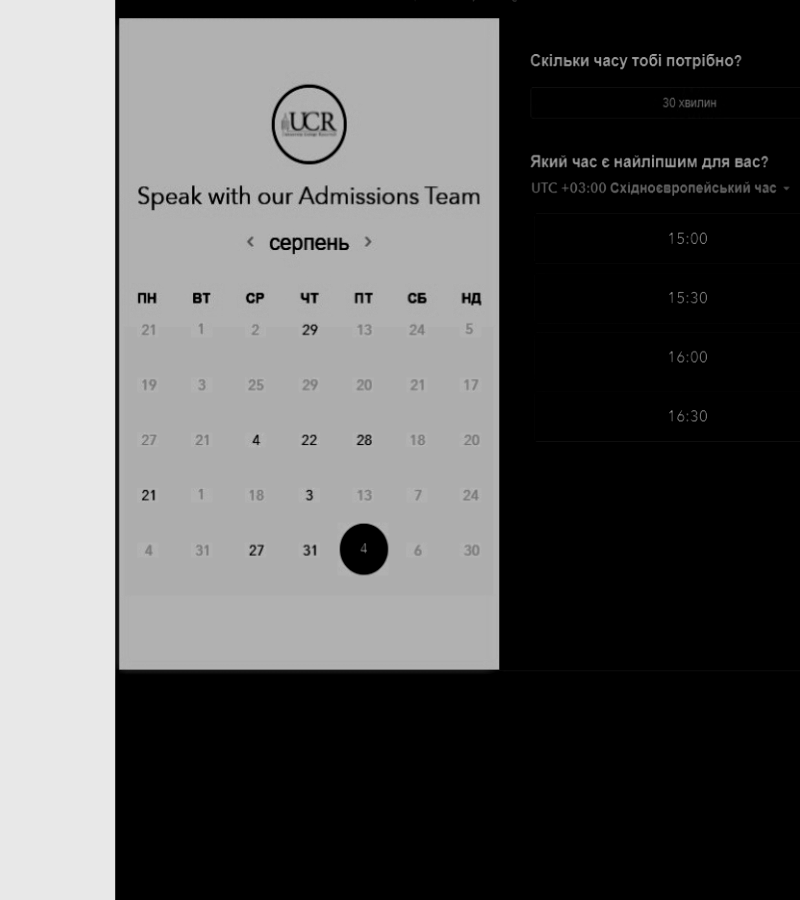 UCR
Speak with our Admissions Team
серпень
ПН ВТ СР ЧТ ПТ СБ НД
21 1 2 29 13 24 5
19 3 25 29 20 21 17
27 21 4 22 28 18 20
21 1 18 3 13 7 24
4 31 27 31 4 6 30
Скільки часу тобі потрібно?
30 хвилин
Який час є найліпшим для вас?
UTC +03:00 Східноєвропейський час
15:00
15:30
16:00
16:30